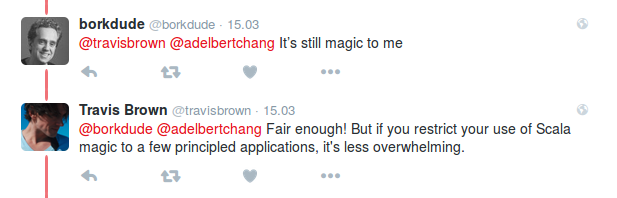 borkdude @borkdude · 15.03
@travisbrown @adelbertchang It’s still magic to me
Travis Brown @travisbrown · 15.03
@borkdude @adelbertchang Fair enough! But if you restrict your use of Scala
magic to a few principled applications, it's less overwhelming.